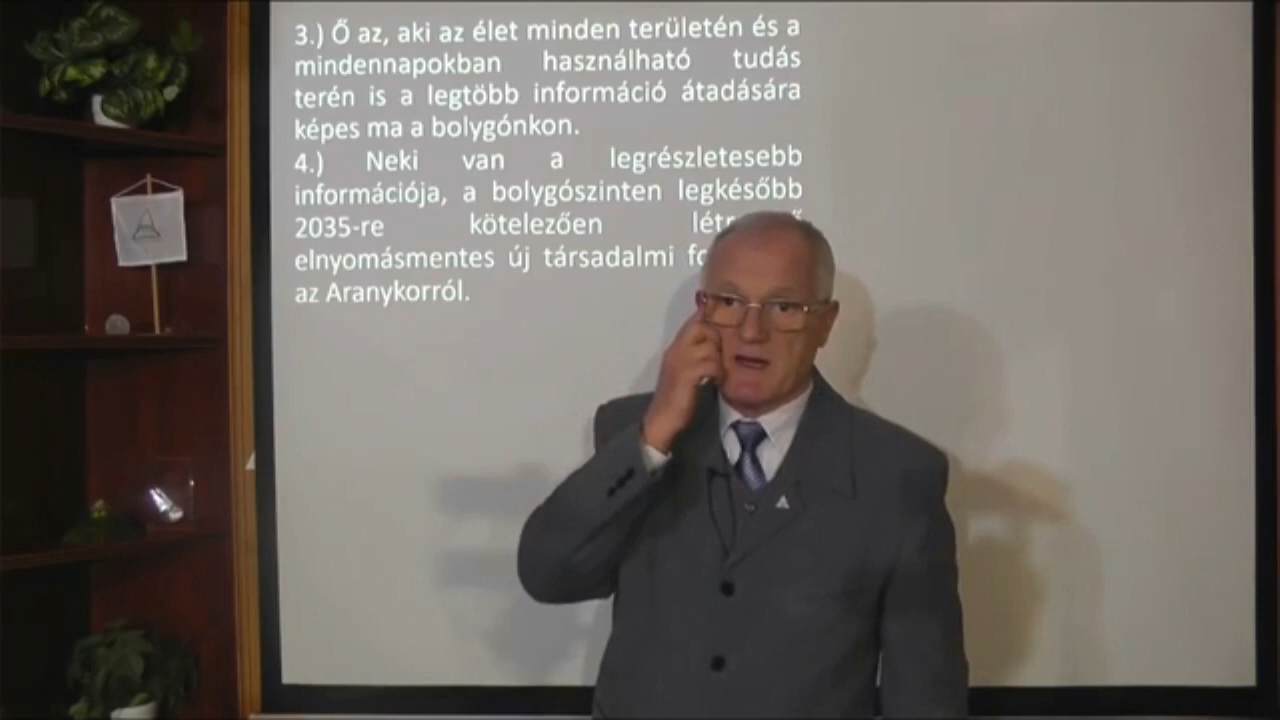 3.) Ő az, aki az élet minden területén és a
mindennapokban használható tudás
terén is a legtöbb információ átadására
képes ma a bolygónkon.
4.) Neki van a legrészletesebb
információja, a bolygószinten legkésőbb
2035-re kötelezően
elnyomásmentes új társadalmi
az Aranykorról.